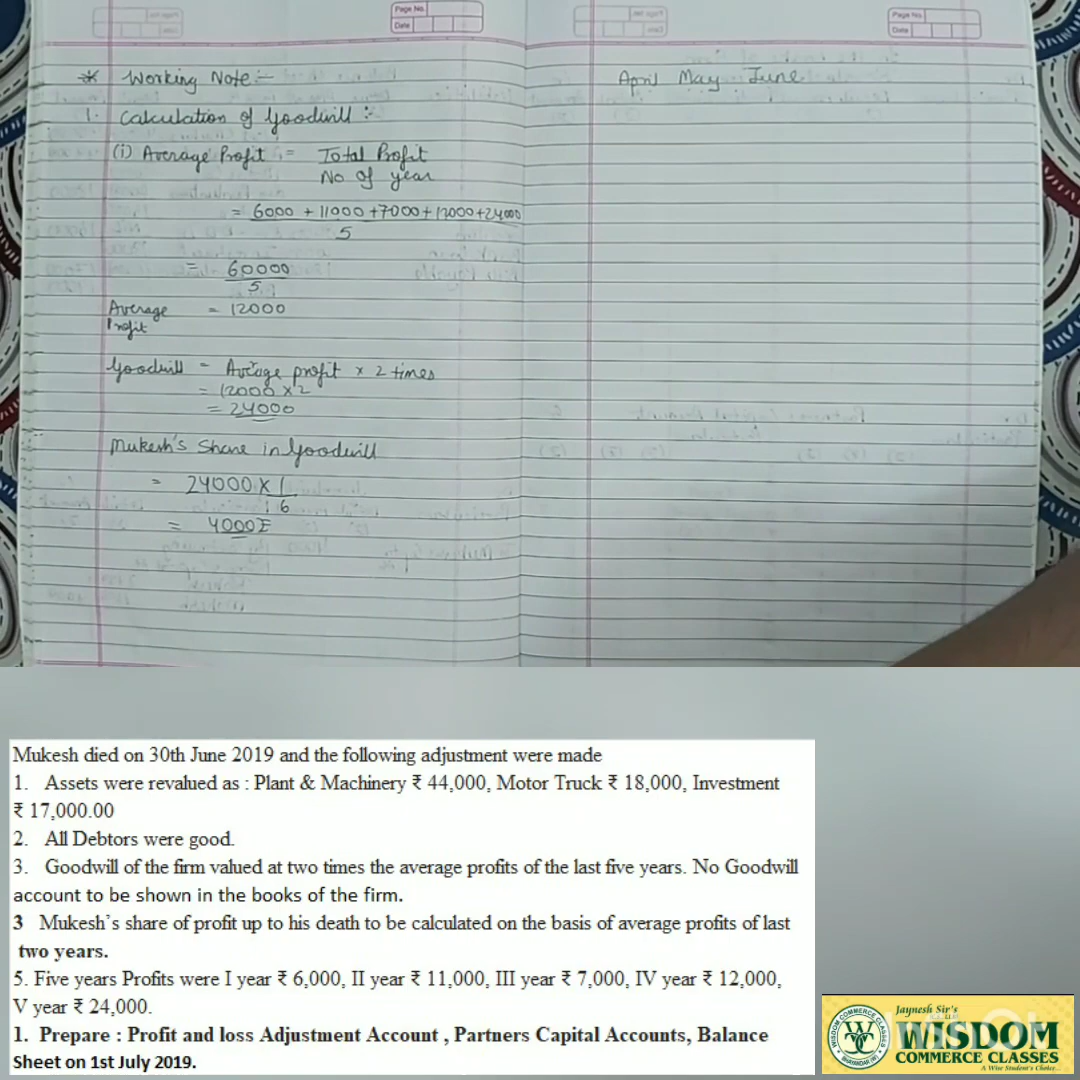 Page No.
Date
Page No.
Date
* Working Note :-
1. Calculation of Goodwill :-
(i) Average Profit = Total Profit
No of year
= 6000 + 11000 + 7000 + 12000 + 24000
5
= 60000
5
Average Profit = 12000
Goodwill = Average profit × 2 times
= 12000 × 2
= 24000
Mukesh's Share in Goodwill
= 24000 × 1
6
= 4000
April May June
Mukesh died on 30th June 2019 and the following adjustment were made
1. Assets were revalued as : Plant & Machinery ₹ 44,000, Motor Truck ₹ 18,000, Investment
₹ 17,000.00
2. All Debtors were good.
3. Goodwill of the firm valued at two times the average profits of the last five years. No Goodwill
account to be shown in the books of the firm.
3 Mukesh's share of profit up to his death to be calculated on the basis of average profits of last
two years.
5. Five years Profits were I year ₹ 6,000, II year ₹ 11,000, III year ₹ 7,000, IV year ₹ 12,000,
V year ₹ 24,000.
1. Prepare : Profit and loss Adjustment Account , Partners Capital Accounts, Balance
Sheet on 1st July 2019.
Jaynesh Sir's
WISDOM
COMMERCE CLASSES
A Wise Student's Choice..